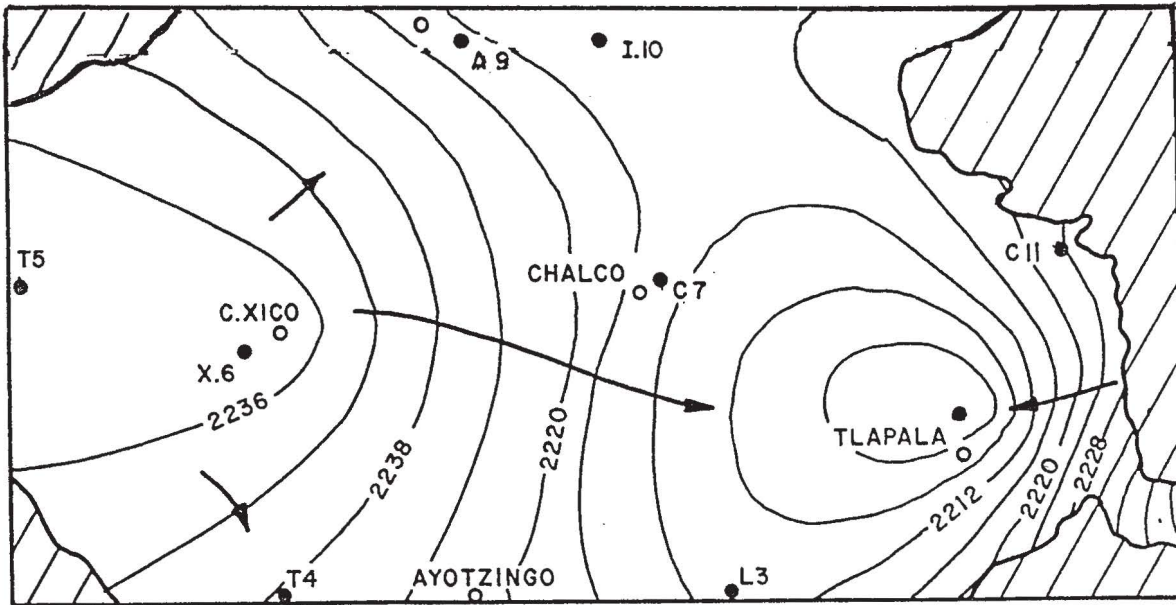 A9
I.10
T5
C11
CHALCO
C7
C.XICO
X.6
2236
2238
2220
TLAPALA
2212
2220
2228
T4
AYOTZINGO
L3